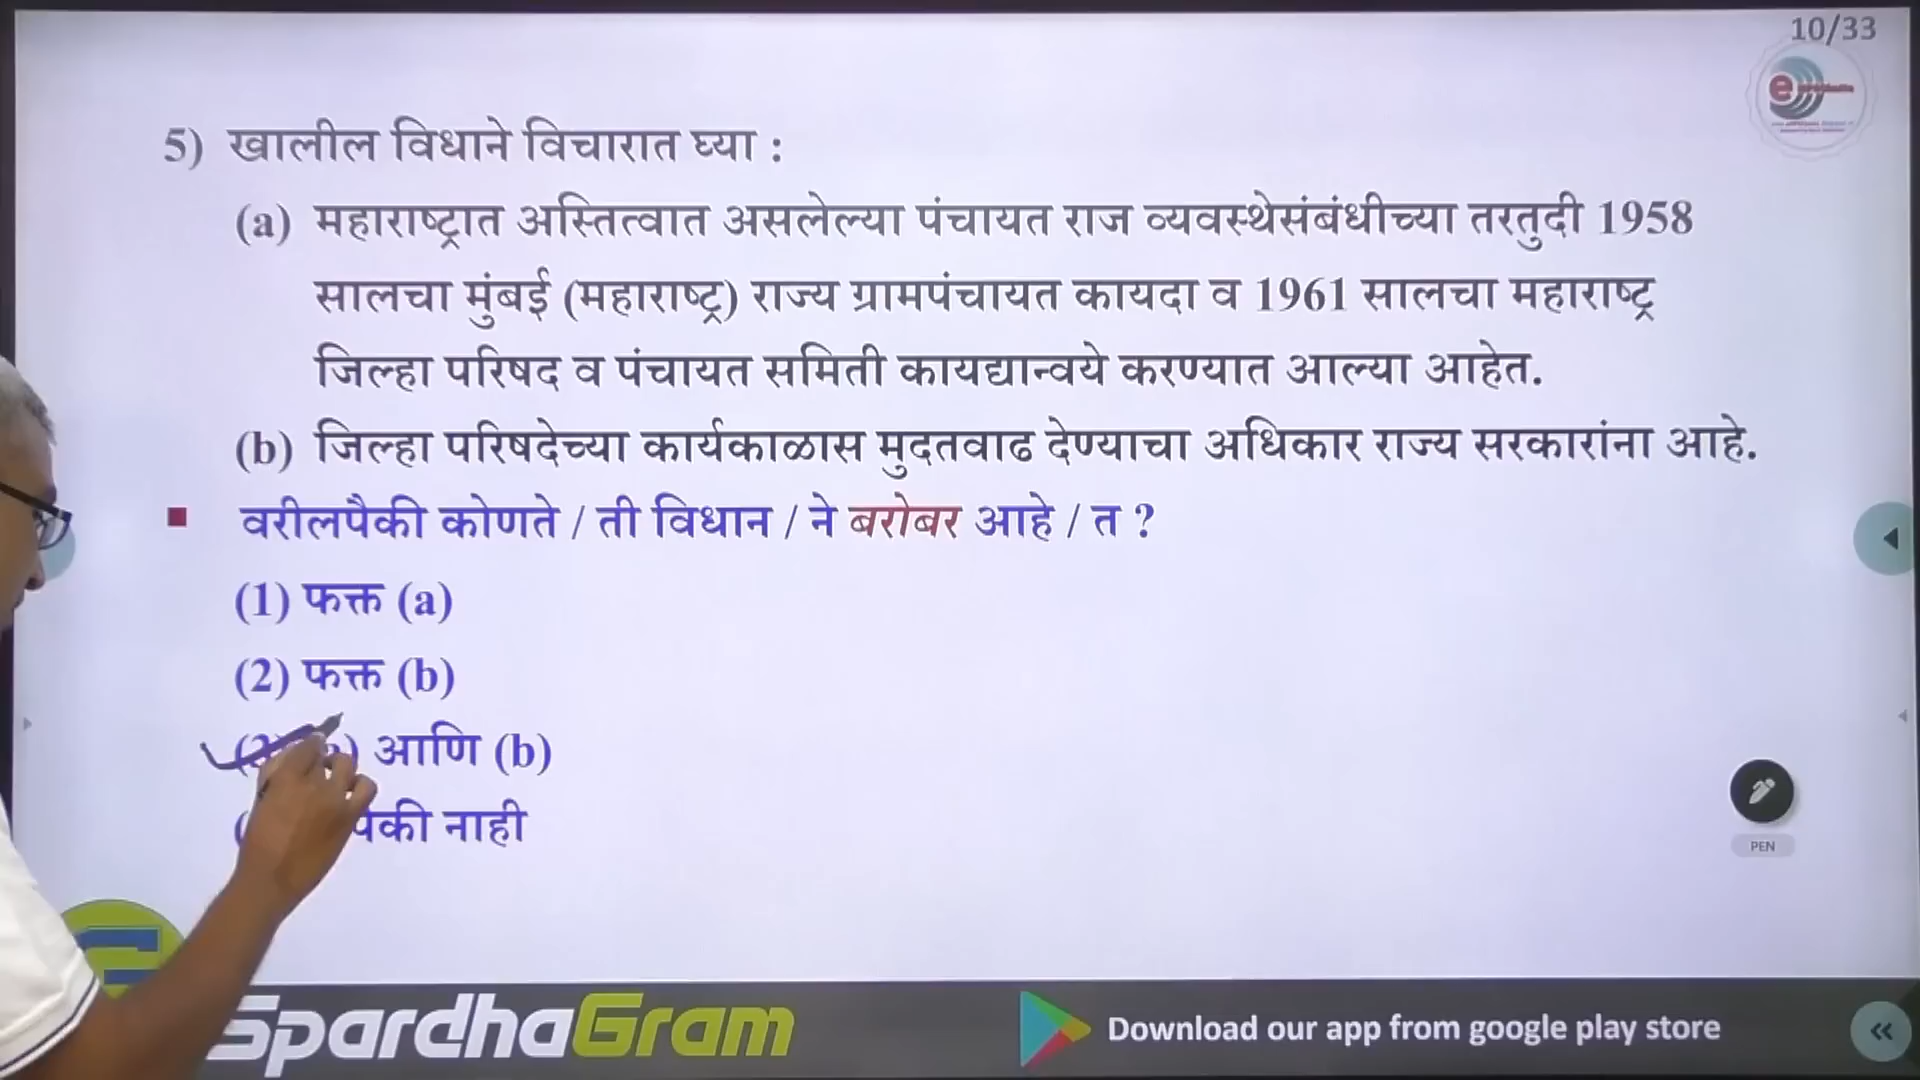 10/33
5) खालील विधाने विचारात घ्या :
(a) महाराष्ट्रात अस्तित्वात असलेल्या पंचायत राज व्यवस्थेसंबंधीच्या तरतुदी 1958
सालचा मुंबई (महाराष्ट्र) राज्य ग्रामपंचायत कायदा व 1961 सालचा महाराष्ट्र
जिल्हा परिषद व पंचायत समिती कायद्यान्वये करण्यात आल्या आहेत.
(b) जिल्हा परिषदेच्या कार्यकाळास मुदतवाढ देण्याचा अधिकार राज्य सरकारांना आहे.
वरीलपैकी कोणते / ती विधान / ने बरोबर आहे / त ?
(1) फक्त (a)
(2) फक्त (b)
आणि (b)
नाही
PEN
SpardhaGram
Download our app from google play store